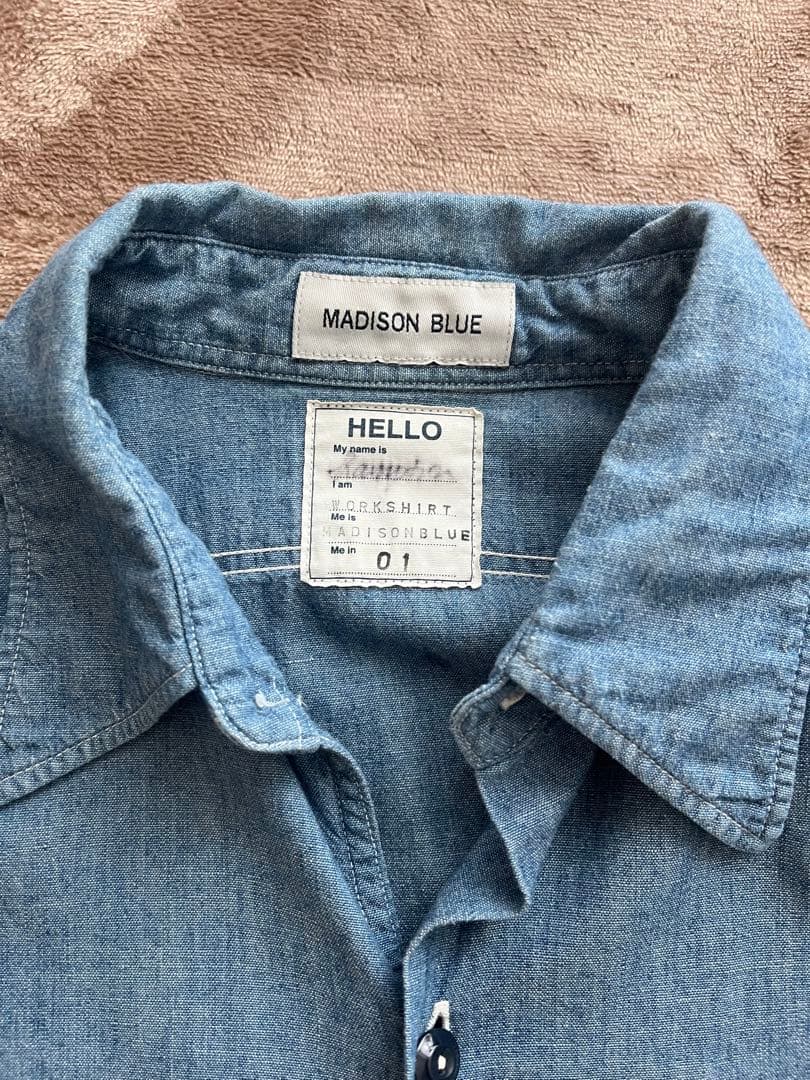 MADISON BLUE
HELLO
My name is
I am
WORKSHIRT
Me is
MADISONBLUE
Me in
01